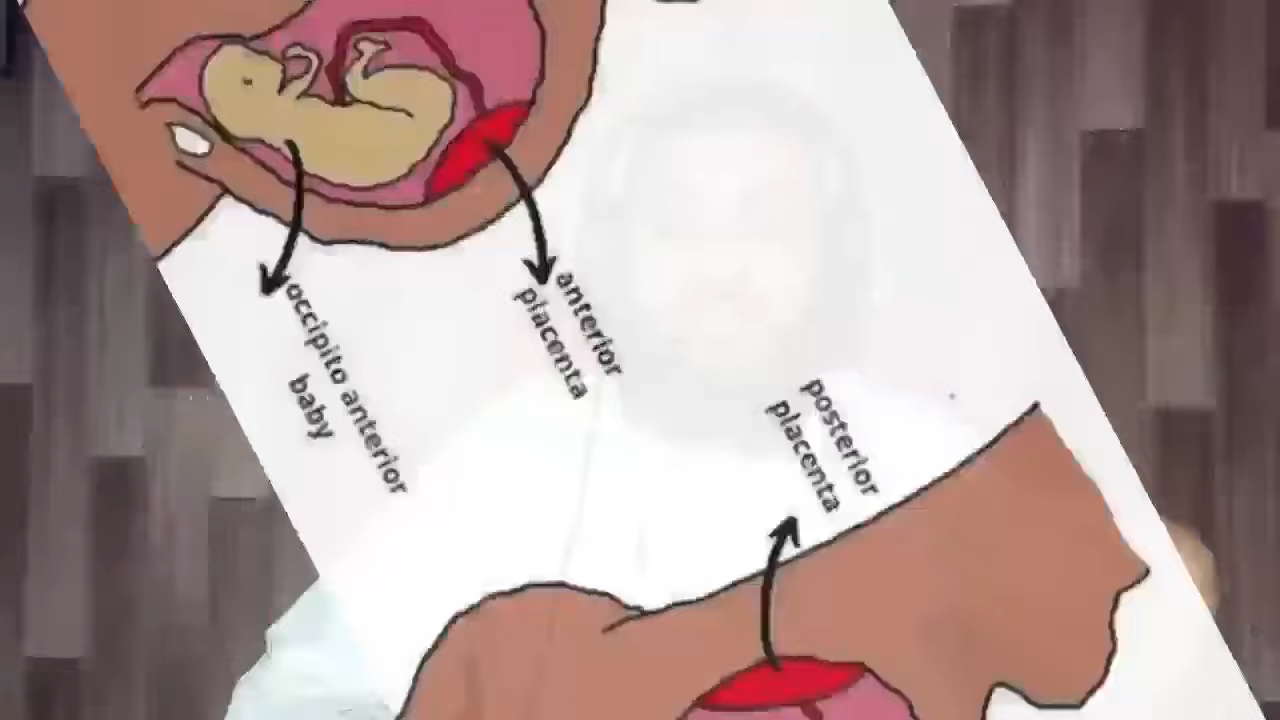 occipito anterior
baby
anterior
placenta
posterior
placenta